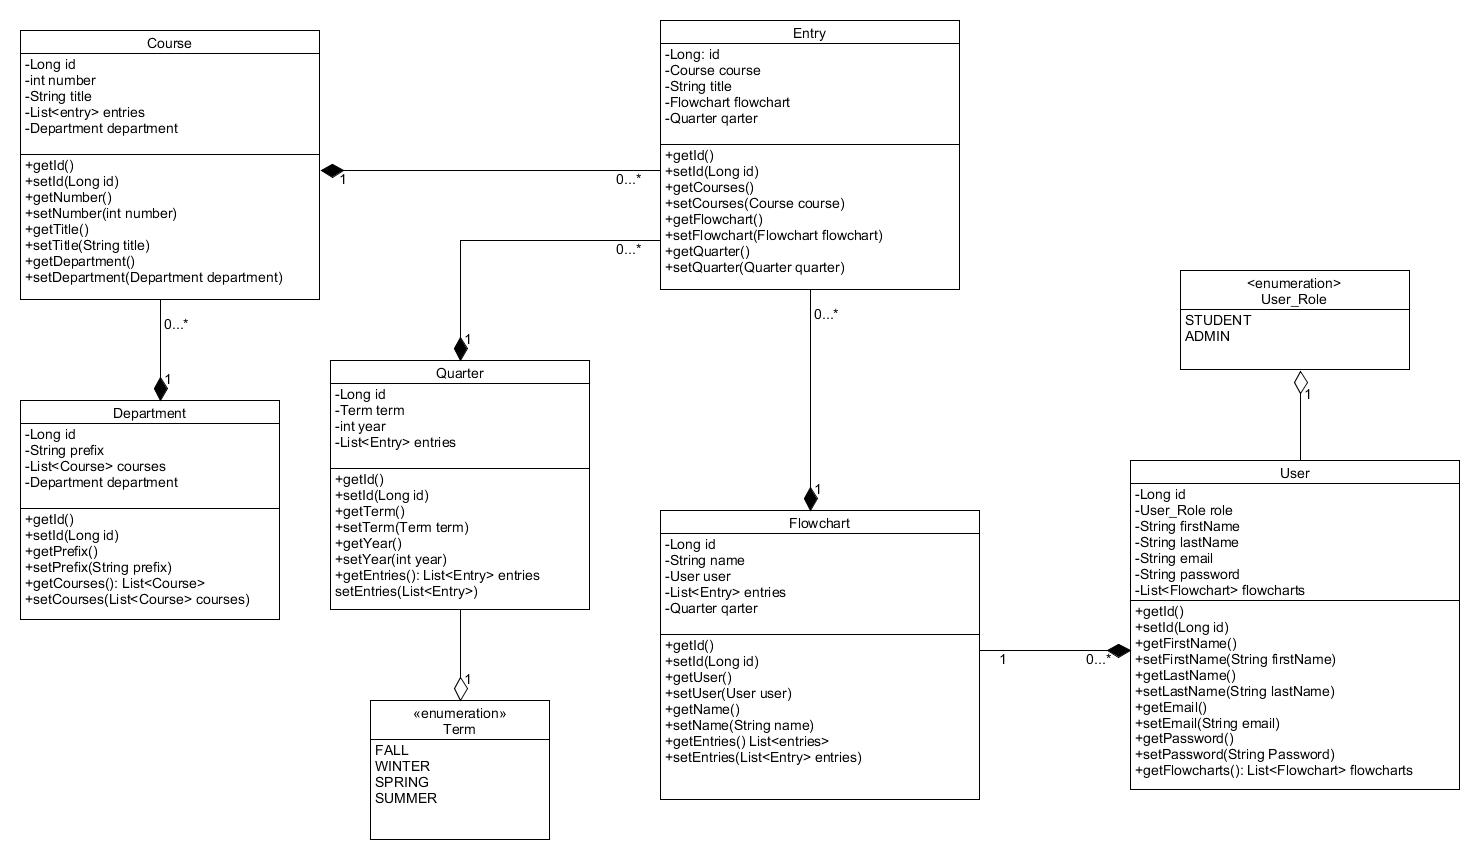 Course
-Long id
-int number
-String title
-List<entry> entries
-Department department
+getId()
+setId(Long id)
+getNumber()
+setNumber(int number)
+getTitle()
+setTitle(String title)
+getDepartment()
+setDepartment(Department department)
1
0...*
Entry
-Long: id
-Course course
-String title
-Flowchart flowchart
-Quarter qarter
+getId()
+setId(Long id)
+getCourses()
+setCourses(Course course)
+getFlowchart()
+setFlowchart(Flowchart flowchart)
+getQuarter()
+setQuarter(Quarter quarter)
0...*
1
0...*
1
0...*
1
Department
-Long id
-String prefix
-List<Course> courses
-Department department
+getId()
+setId(Long id)
+getPrefix()
+setPrefix(String prefix)
+getCourses(): List<Course>
+setCourses(List<Course> courses)
Quarter
-Long id
-Term term
-int year
-List<Entry> entries
+getId()
+setId(Long id)
+getTerm()
+setTerm(Term term)
+getYear()
+setYear(int year)
+getEntries(): List<Entry> entries
setEntries(List<Entry>)
1
«enumeration»
Term
FALL
WINTER
SPRING
SUMMER
Flowchart
-Long id
-String name
-User user
-List<Entry> entries
-Quarter qarter
+getId()
+setId(Long id)
+getUser()
+setUser(User user)
+getName()
+setName(String name)
+getEntries() List<entries>
+setEntries(List<Entry> entries)
1
0...*
<enumeration>
User_Role
STUDENT
ADMIN
1
User
-Long id
-User_Role role
-String firstName
-String lastName
-String email
-String password
-List<Flowchart> flowcharts
+getId()
+setId(Long id)
+getFirstName()
+setFirstName(String firstName)
+getLastName()
+setLastName(String lastName)
+getEmail()
+setEmail(String email)
+getPassword()
+setPassword(String Password)
+getFlowcharts(): List<Flowchart> flowcharts